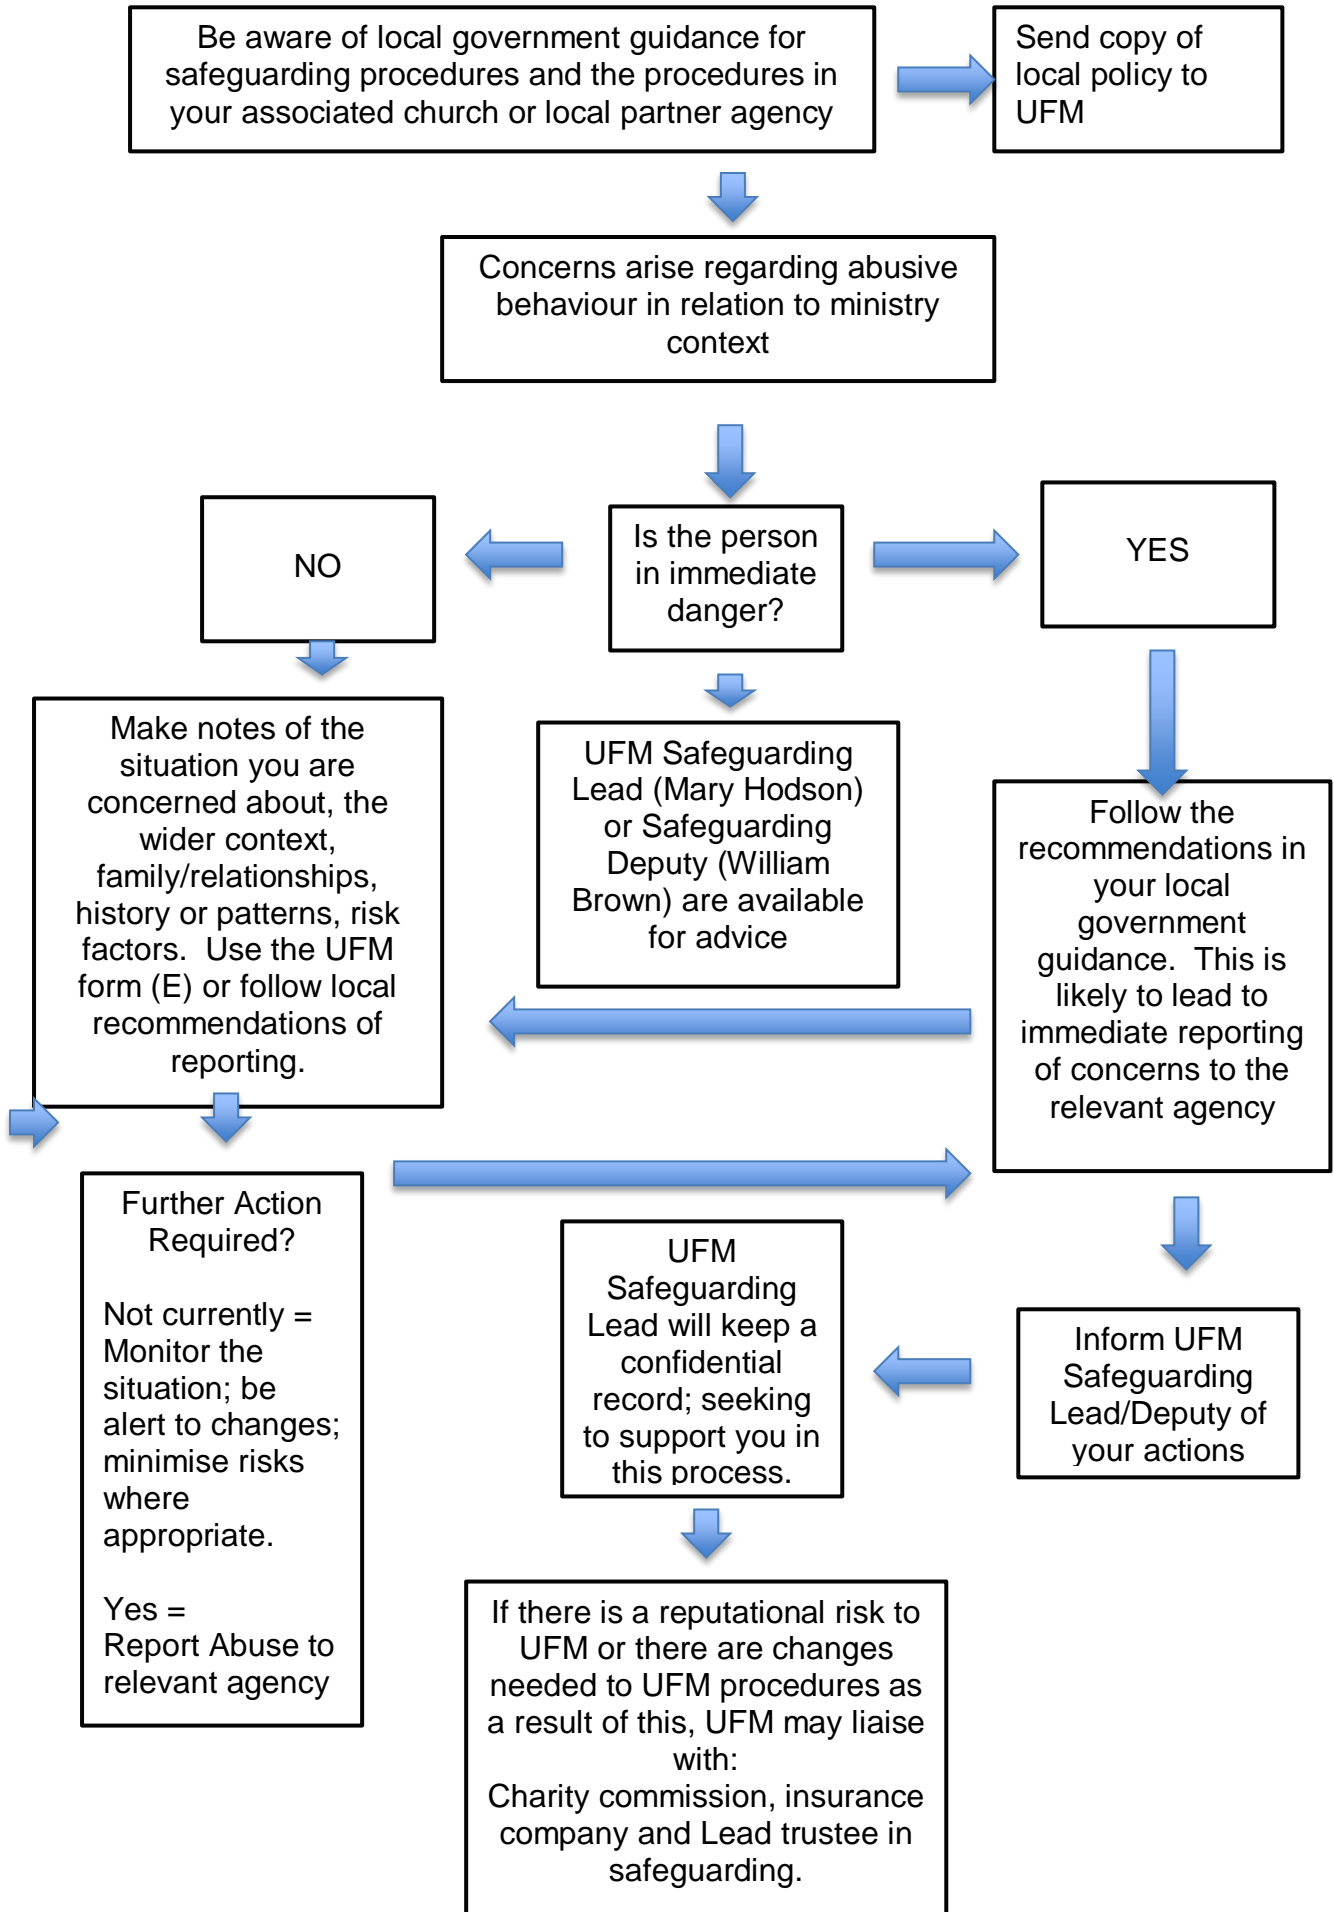 Be aware of local government guidance for
safeguarding procedures and the procedures in
your associated church or local partner agency
Send copy of
local policy to
UFM
Concerns arise regarding abusive
behaviour in relation to ministry
context
NO
Is the person
in immediate
danger?
YES
Make notes of the
situation you are
concerned about, the
wider context,
family/relationships,
history or patterns, risk
factors.  Use the UFM
form (E) or follow local
recommendations of
reporting.
UFM Safeguarding
Lead (Mary Hodson)
or Safeguarding
Deputy (William
Brown) are available
for advice
Follow the
recommendations in
your local
government
guidance.  This is
likely to lead to
immediate reporting
of concerns to the
relevant agency
Further Action
Required?
Not currently =
Monitor the
situation; be
alert to changes;
minimise risks
where
appropriate.
Yes =
Report Abuse to
relevant agency
UFM
Safeguarding
Lead will keep a
confidential
record; seeking
to support you in
this process.
Inform UFM
Safeguarding
Lead/Deputy of
your actions
If there is a reputational risk to
UFM or there are changes
needed to UFM procedures as
a result of this, UFM may liaise
with:
Charity commission, insurance
company and Lead trustee in
safeguarding.